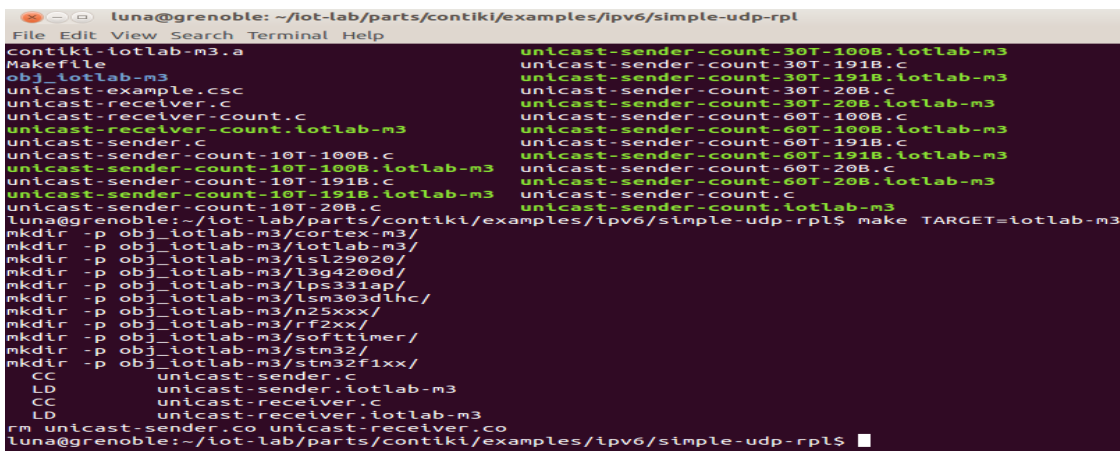 luna@grenoble: ~/iot-lab/parts/contiki/examples/ipv6/simple-udp-rpl
File Edit View Search Terminal Help
contiki-iotlab-m3.a unicast-sender-count-30T-100B.iotlab-m3
Makefile unicast-sender-count-30T-191B.c
obj_iotlab-m3 unicast-sender-count-30T-191B.iotlab-m3
unicast-example.csc unicast-sender-count-30T-20B.c
unicast-receiver.c unicast-sender-count-30T-20B.iotlab-m3
unicast-receiver-count.c unicast-sender-count-60T-100B.c
unicast-receiver-count.iotlab-m3 unicast-sender-count-60T-100B.iotlab-m3
unicast-sender.c unicast-sender-count-60T-191B.c
unicast-sender-count-10T-100B.c unicast-sender-count-60T-191B.iotlab-m3
unicast-sender-count-10T-100B.iotlab-m3 unicast-sender-count-60T-20B.c
unicast-sender-count-10T-191B.c unicast-sender-count-60T-20B.iotlab-m3
unicast-sender-count-10T-191B.iotlab-m3 unicast-sender-count.c
unicast-sender-count-10T-20B.c unicast-sender-count.iotlab-m3
luna@grenoble:~/iot-lab/parts/contiki/examples/ipv6/simple-udp-rpl$ make TARGET=iotlab-m3
mkdir -p obj_iotlab-m3/cortex-m3/
mkdir -p obj_iotlab-m3/iotlab-m3/
mkdir -p obj_iotlab-m3/isl29020/
mkdir -p obj_iotlab-m3/l3g4200d/
mkdir -p obj_iotlab-m3/lps331ap/
mkdir -p obj_iotlab-m3/lsm303dlhc/
mkdir -p obj_iotlab-m3/n25xxx/
mkdir -p obj_iotlab-m3/rf2xx/
mkdir -p obj_iotlab-m3/softtimer/
mkdir -p obj_iotlab-m3/stm32/
mkdir -p obj_iotlab-m3/stm32f1xx/
CC unicast-sender.c
LD unicast-sender.iotlab-m3
CC unicast-receiver.c
LD unicast-receiver.iotlab-m3
rm unicast-sender.co unicast-receiver.co
luna@grenoble:~/iot-lab/parts/contiki/examples/ipv6/simple-udp-rpl$